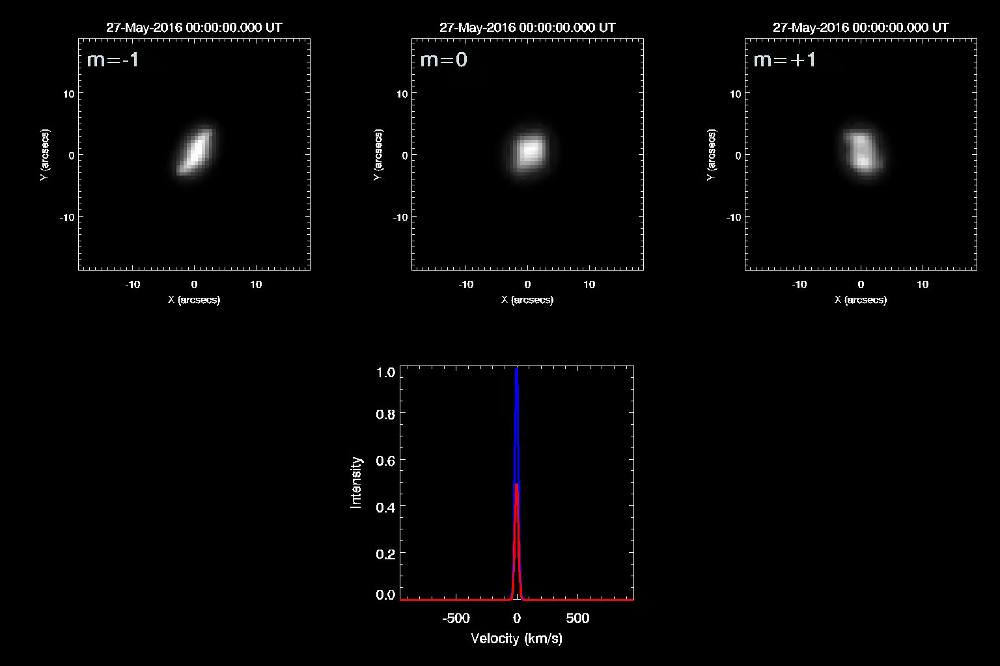 27-May-2016 00:00:00.000 UT
m=-1
10
0
-10
Y (arcsecs)
-10 0 10
X (arcsecs)
27-May-2016 00:00:00.000 UT
m=0
10
0
-10
Y (arcsecs)
-10 0 10
X (arcsecs)
27-May-2016 00:00:00.000 UT
m=+1
10
0
-10
Y (arcsecs)
-10 0 10
X (arcsecs)
1.0
0.8
0.6
0.4
0.2
0.0
Intensity
-500 0 500
Velocity (km/s)